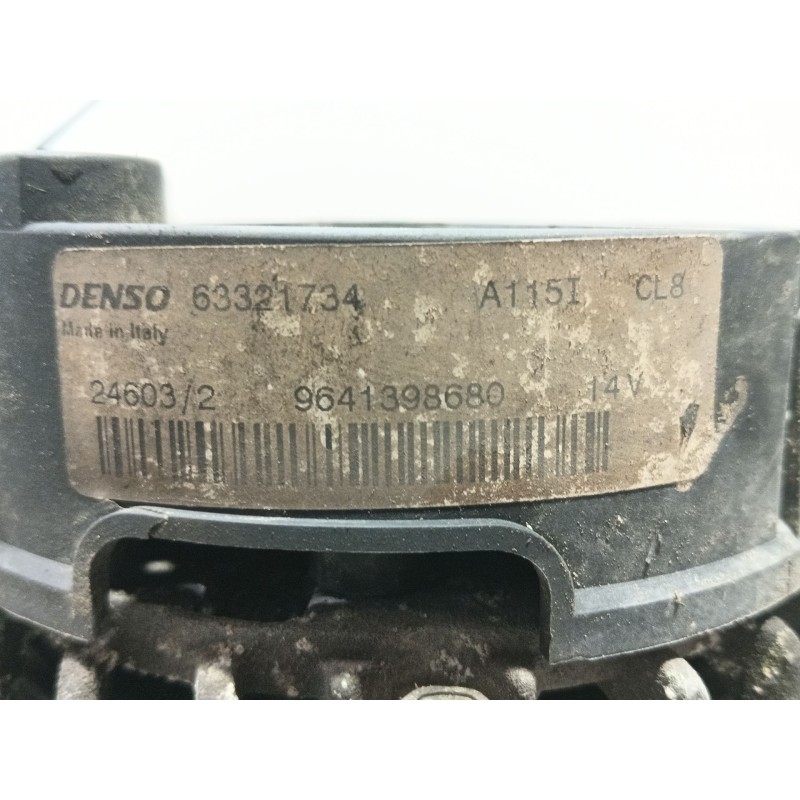 DENSO 63321734 A115I CL8
Made in Italy
24603/2 9641398680 14V